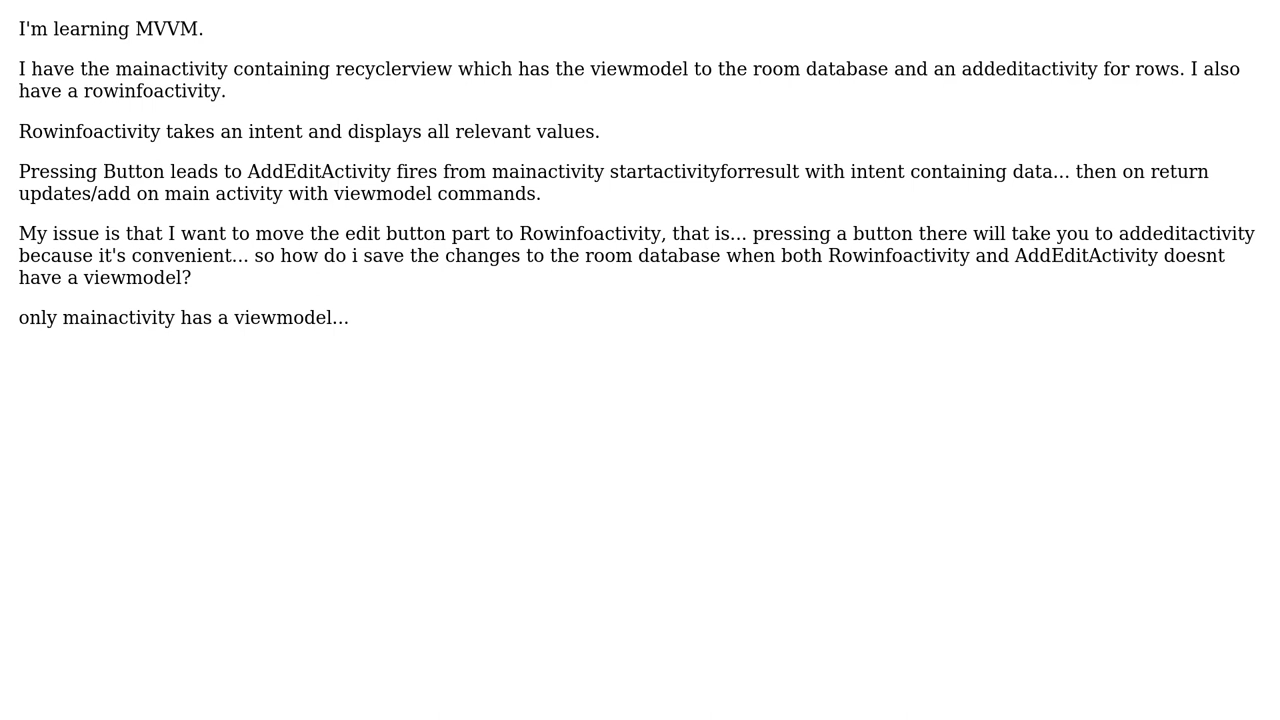 I'm learning MVVM.
I have the mainactivity containing recyclerview which has the viewmodel to the room database and an addeditactivity for rows. I also
have a rowinfoactivity.
Rowinfoactivity takes an intent and displays all relevant values.
Pressing Button leads to AddEditActivity fires from mainactivity startactivityforresult with intent containing data... then on return
updates/add on main activity with viewmodel commands.
My issue is that I want to move the edit button part to Rowinfoactivity, that is... pressing a button there will take you to addeditactivity
because it's convenient... so how do i save the changes to the room database when both Rowinfoactivity and AddEditActivity doesnt
have a viewmodel?
only mainactivity has a viewmodel...